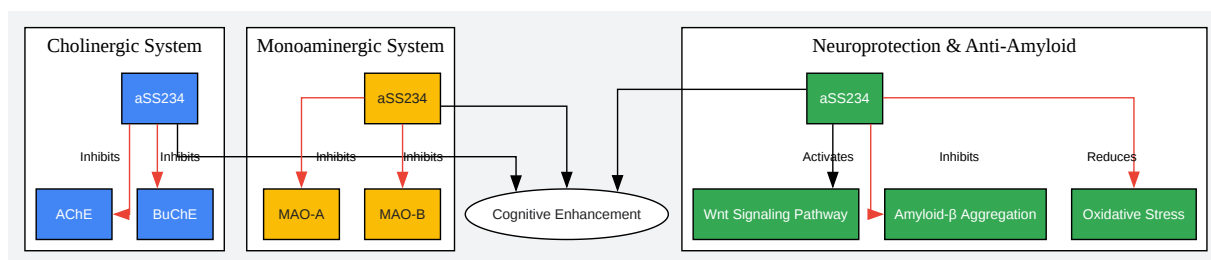 Cholinergic System
Monoaminergic System
Neuroprotection & Anti-Amyloid
aSS234
aSS234
aSS234
Inhibits
Inhibits
Inhibits
Inhibits
Activates
Inhibits
Reduces
AChE
BuChE
MAO-A
MAO-B
Cognitive Enhancement
Wnt Signaling Pathway
Amyloid-β Aggregation
Oxidative Stress